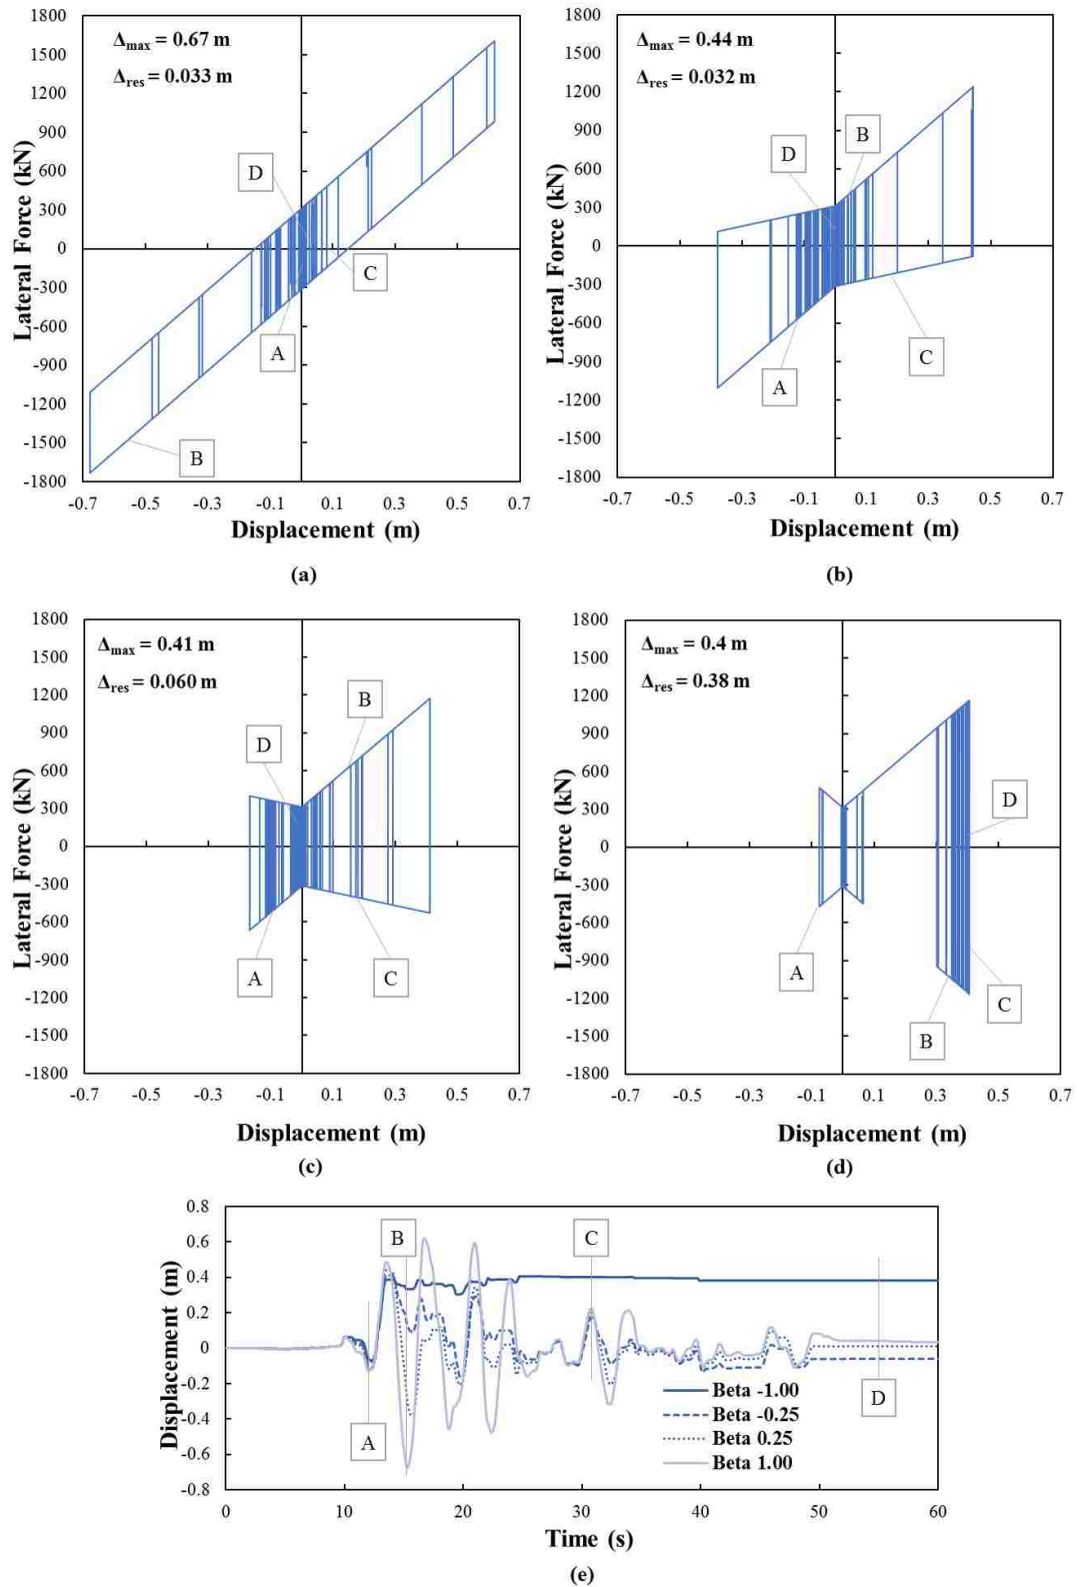 Δmax = 0.67 m
Δres = 0.033 m
1800
1500
1200
900
600
300
0
-300
-600
-900
-1200
-1500
-1800
Lateral Force (kN)
D
C
A
B
-0.7 -0.5 -0.3 -0.1 0.1 0.3 0.5 0.7
Displacement (m)
(a)
Δmax = 0.44 m
Δres = 0.032 m
1800
1500
1200
900
600
300
0
-300
-600
-900
-1200
-1500
-1800
Lateral Force (kN)
B
D
C
A
-0.7 -0.5 -0.3 -0.1 0.1 0.3 0.5 0.7
Displacement (m)
(b)
Δmax = 0.41 m
Δres = 0.060 m
1800
1500
1200
900
600
300
0
-300
-600
-900
-1200
-1500
-1800
Lateral Force (kN)
B
D
A
C
-0.7 -0.5 -0.3 -0.1 0.1 0.3 0.5 0.7
Displacement (m)
(c)
Δmax = 0.4 m
Δres = 0.38 m
1800
1500
1200
900
600
300
0
-300
-600
-900
-1200
-1500
-1800
Lateral Force (kN)
D
A
C
B
-0.7 -0.5 -0.3 -0.1 0.1 0.3 0.5 0.7
Displacement (m)
(d)
0.8
0.6
0.4
0.2
0
-0.2
-0.4
-0.6
-0.8
Displacement (m)
B
C
A
D
Beta -1.00
Beta -0.25
Beta 0.25
Beta 1.00
0 10 20 30 40 50 60
Time (s)
(e)